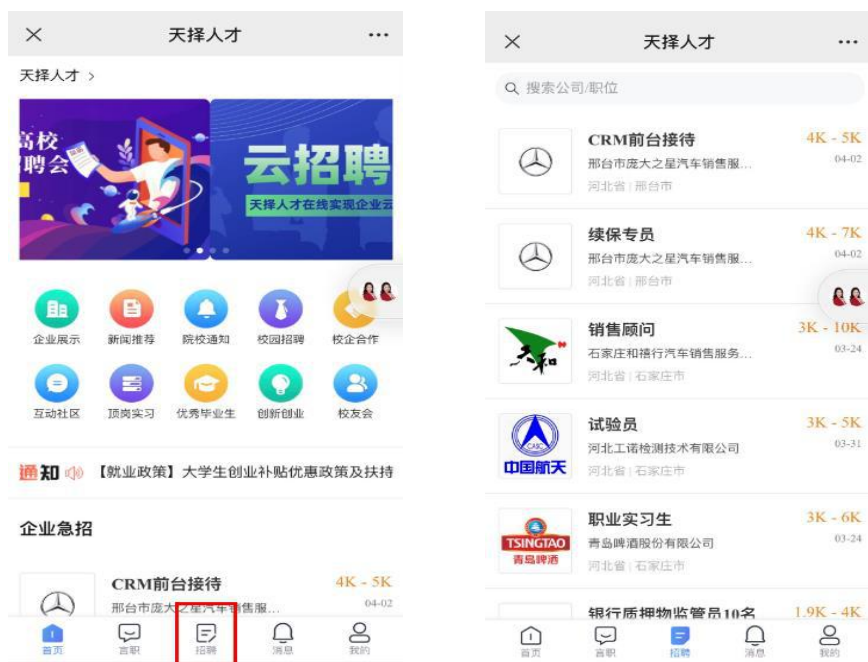 天择人才
天择人才 >
高校
聘会
云招聘
天择人才在线实现企业云
企业展示 新闻推荐 院校通知 校园招聘 校企合作
互动社区 顶岗实习 优秀毕业生 创新创业 校友会
通知 【就业政策】大学生创业补贴优惠政策及扶持
企业急招
CRM前台接待 4K - 5K
邢台市庞大之星汽车销售服... 04-02
首页 言职 招聘 消息 我的
天择人才
搜索公司/职位
CRM前台接待 4K - 5K
邢台市庞大之星汽车销售服... 04-02
河北省 | 邢台市
续保专员 4K - 7K
邢台市庞大之星汽车销售服... 04-02
河北省 | 邢台市
天和
销售顾问 3K - 10K
石家庄和禧行汽车销售服务... 03-24
河北省 | 石家庄市
CASC
中国航天
试验员 3K - 5K
河北工诺检测技术有限公司 03-31
河北省 | 石家庄市
TSINGTAO
青岛啤酒
职业实习生 3K - 6K
青岛啤酒股份有限公司 03-24
河北省 | 石家庄市
银行质押物监管员10名 1.9K - 4K
首页 言职 招聘 消息 我的